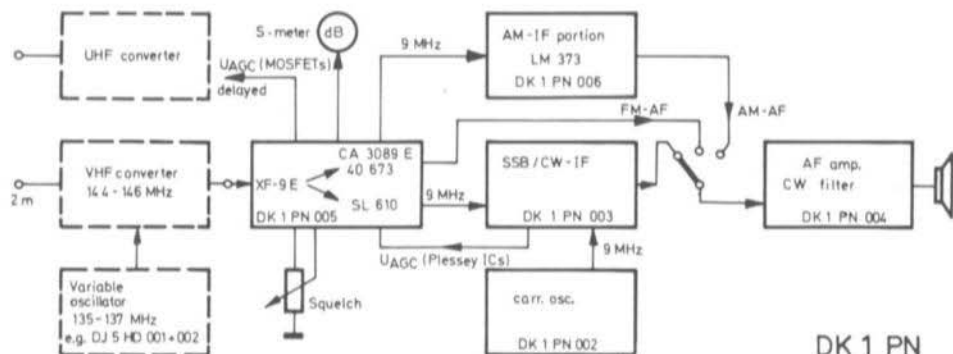 UHF converter
S-meter
dB
UAGC (MOSFETs)
delayed
9 MHz
AM-IF portion
LM 373
DK 1 PN 006
FM-AF
AM-AF
2 m
VHF converter
144-146 MHz
CA 3089 E
40 673
XF-9 E
SL 610
DK 1 PN 005
9 MHz
SSB/CW-IF
DK 1 PN 003
AF amp.
CW filter
DK 1 PN 004
UAGC (Plessey ICs)
9 MHz
Variable
oscillator
135-137 MHz
e.g. DJ 5 HD 001+002
Squelch
carr. osc.
DK 1 PN 002
DK 1 PN